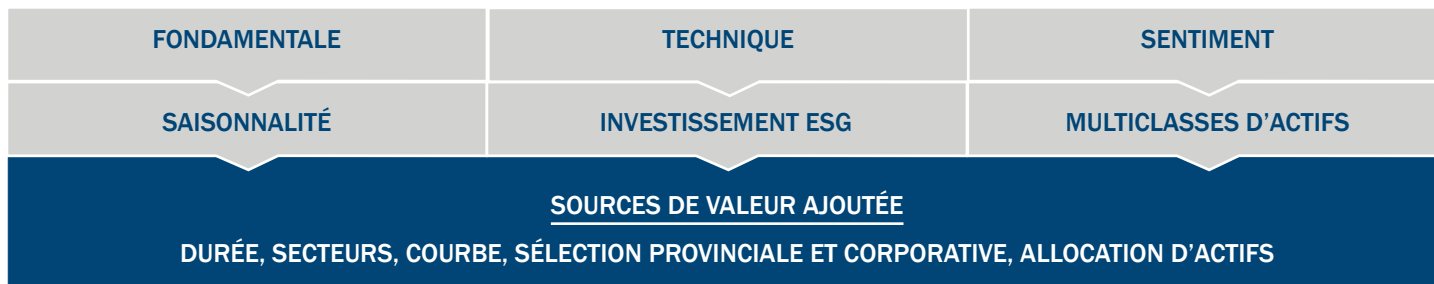 FONDAMENTALE
TECHNIQUE
SENTIMENT
SAISONNALITÉ
INVESTISSEMENT ESG
MULTICLASSES D'ACTIFS
SOURCES DE VALEUR AJOUTÉE
DURÉE, SECTEURS, COURBE, SÉLECTION PROVINCIALE ET CORPORATIVE, ALLOCATION D'ACTIFS